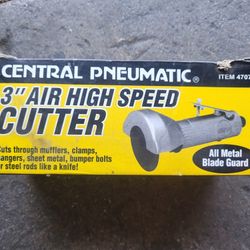 CENTRAL PNEUMATIC®
ITEM 4707
3" AIR HIGH SPEED
CUTTER
Cuts through mufflers, clamps,
hangers, sheet metal, bumper bolts
or steel rods like a knife!
All Metal
Blade Guard